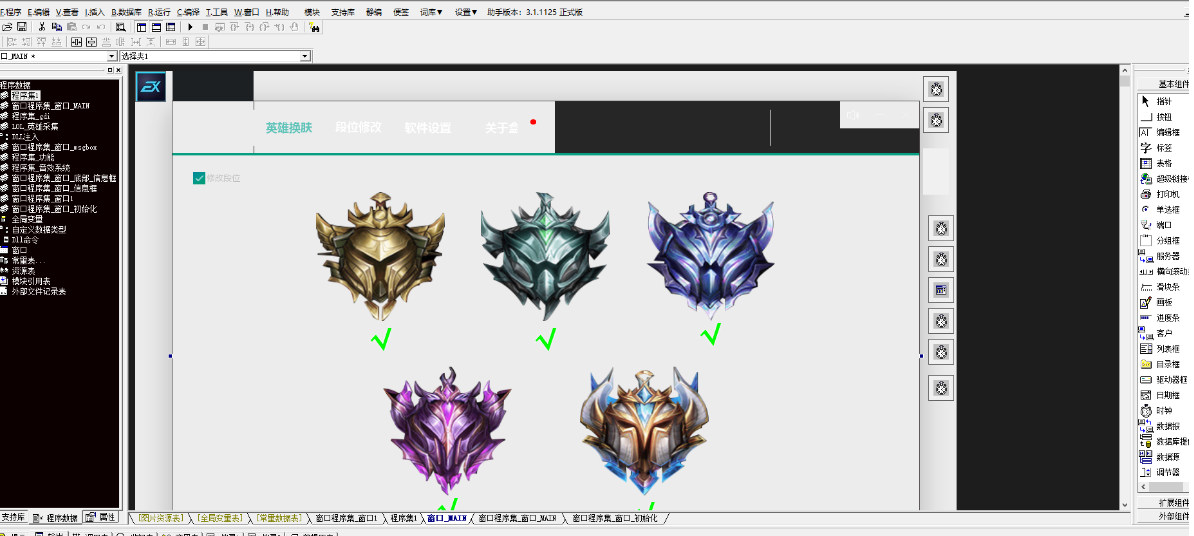 F.程序 E.编辑 V.查看 I.插入 B.数据库 R.运行 C.编译 T.工具 W.窗口 H.帮助 模块 支持库 静编 便签 词库▼ 设置▼ 助手版本: 3.1.1125 正式版
口_MAIN * 选择夹1
程序数据
程序集1
窗口程序集_窗口_MAIN
程序集_gdi
LOL_英雄采集
DLL注入
窗口程序集_窗口_msgbox
程序集_功能
程序集_音效系统
窗口程序集_窗口_底部_信息框
窗口程序集_窗口_信息框
窗口程序集_窗口1
窗口程序集_窗口_初始化
全局变量
自定义数据类型
Dll命令
窗口
常量表...
资源表
模块引用表
外部文件记录表
支持库 程序数据 属性
EX
英雄换肤 段位修改 软件设置 关于盒
修改段位
[图片资源表] [全局变量表] [常量数据表] 窗口程序集_窗口1 程序集1 窗口_MAIN 窗口程序集_窗口_MAIN 窗口程序集_窗口_初始化
基本组件
指针
按钮
编辑框
标签
表格
超级链接
打印机
单选框
端口
分组框
服务器
横向滚动
滑块条
画板
进度条
客户
列表框
目录框
驱动器框
日期框
时钟
数据报
数据库提
数据源
调节器
扩展组件
外部组件